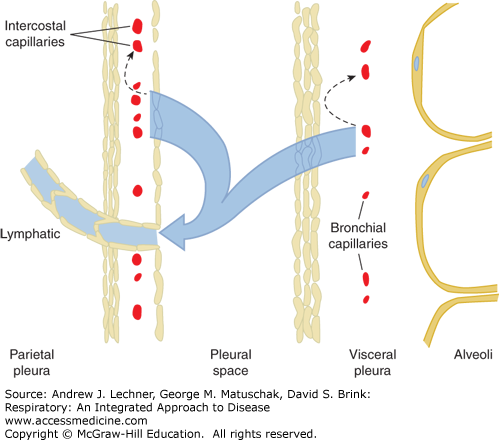 Intercostal
capillaries
Lymphatic
Bronchial
capillaries
Parietal
pleura
Pleural
space
Visceral
pleura
Alveoli
Source: Andrew J. Lechner, George M. Matuschak, David S. Brink:
Respiratory: An Integrated Approach to Disease
www.accessmedicine.com
Copyright © McGraw-Hill Education.  All rights reserved.